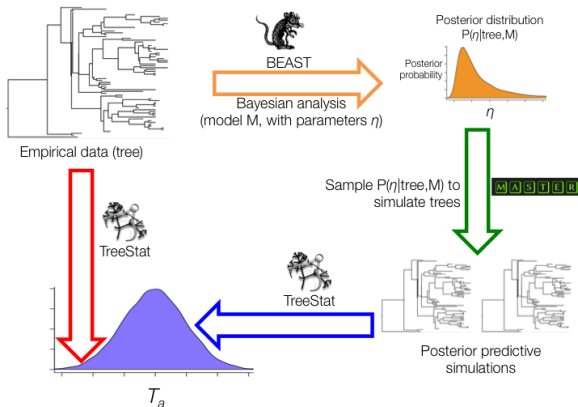 BEAST
Bayesian analysis
(model M, with parameters η)
Posterior distribution
P(η|tree,M)
Posterior
probability
η
Empirical data (tree)
Sample P(η|tree,M) to
simulate trees
MASTER
TreeStat
TreeStat
Posterior predictive
simulations
Ta